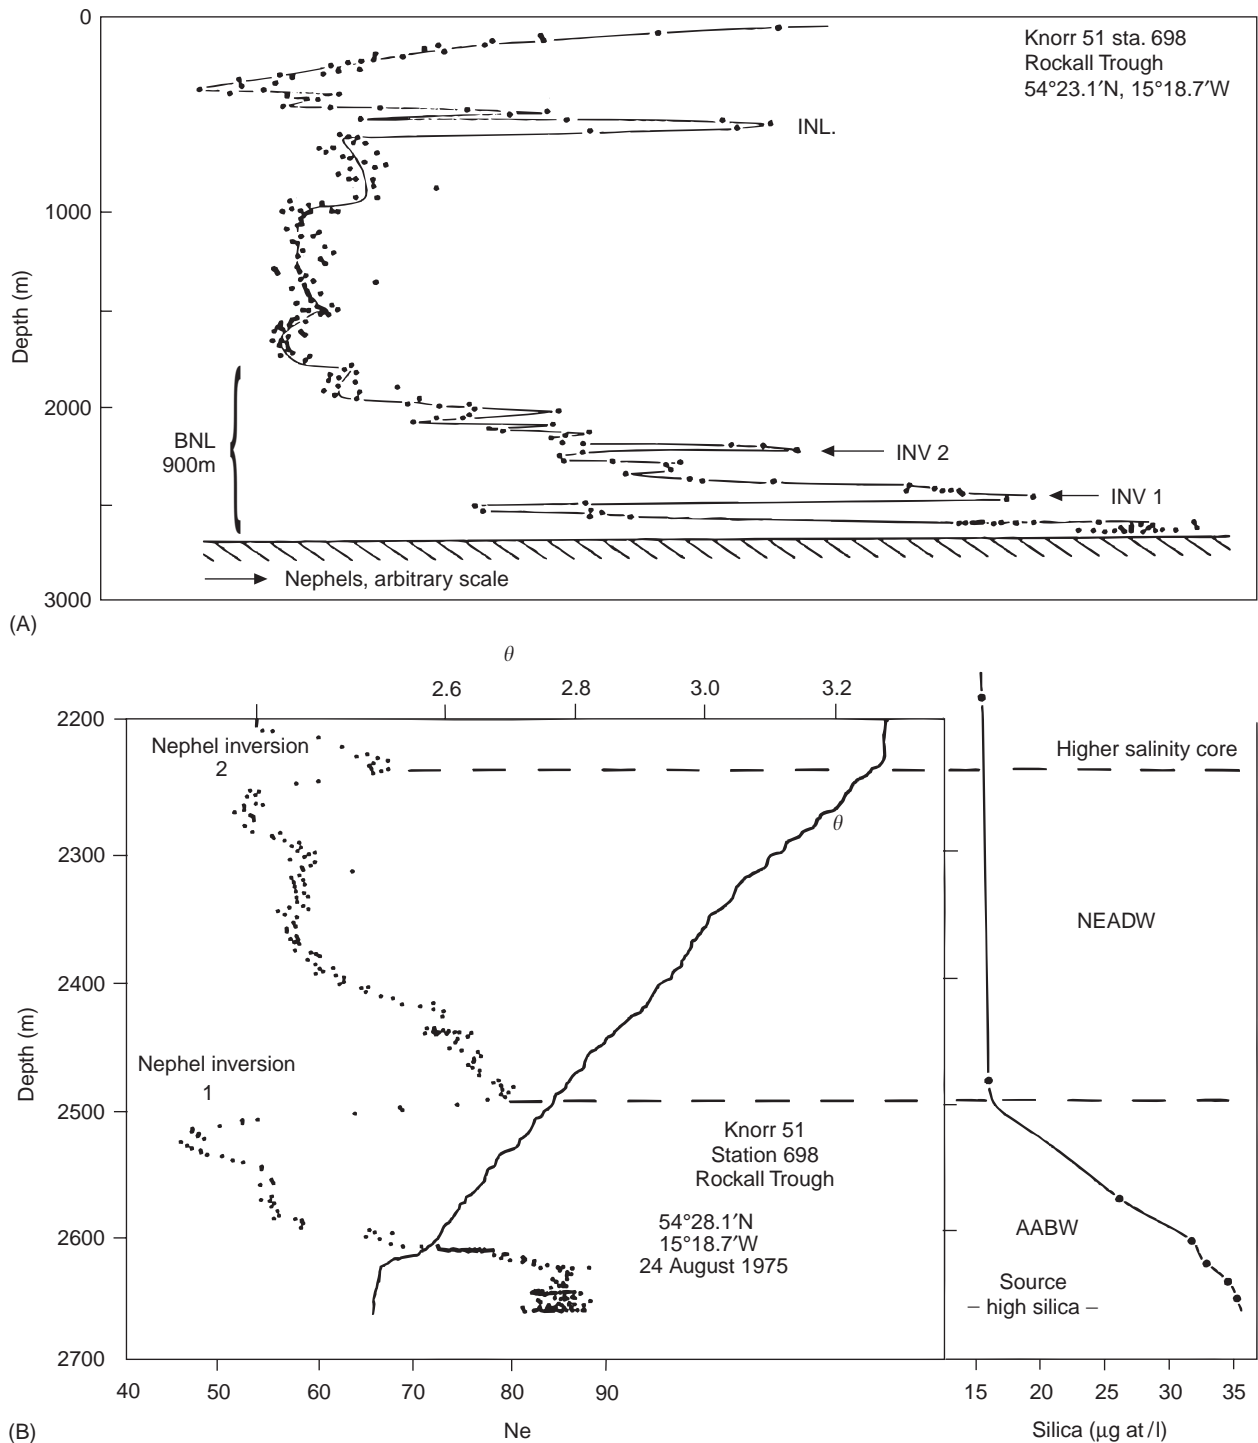 0
Knorr 51 sta. 698
Rockall Trough
54°23.1′N, 15°18.7′W
INL.
1000
Depth (m)
2000
BNL
900m
INV 2
INV 1
Nephels, arbitrary scale
3000
(A)
θ
2.6 2.8 3.0 3.2
2200
Nephel inversion
2
Higher salinity core
θ
2300
NEADW
2400
Depth (m)
Nephel inversion
1
2500
Knorr 51
Station 698
Rockall Trough
54°28.1′N
15°18.7′W
24 August 1975
AABW
2600
Source
– high silica –
2700
40 50 60 70 80 90
15 20 25 30 35
(B)
Ne
Silica (μg at/l)